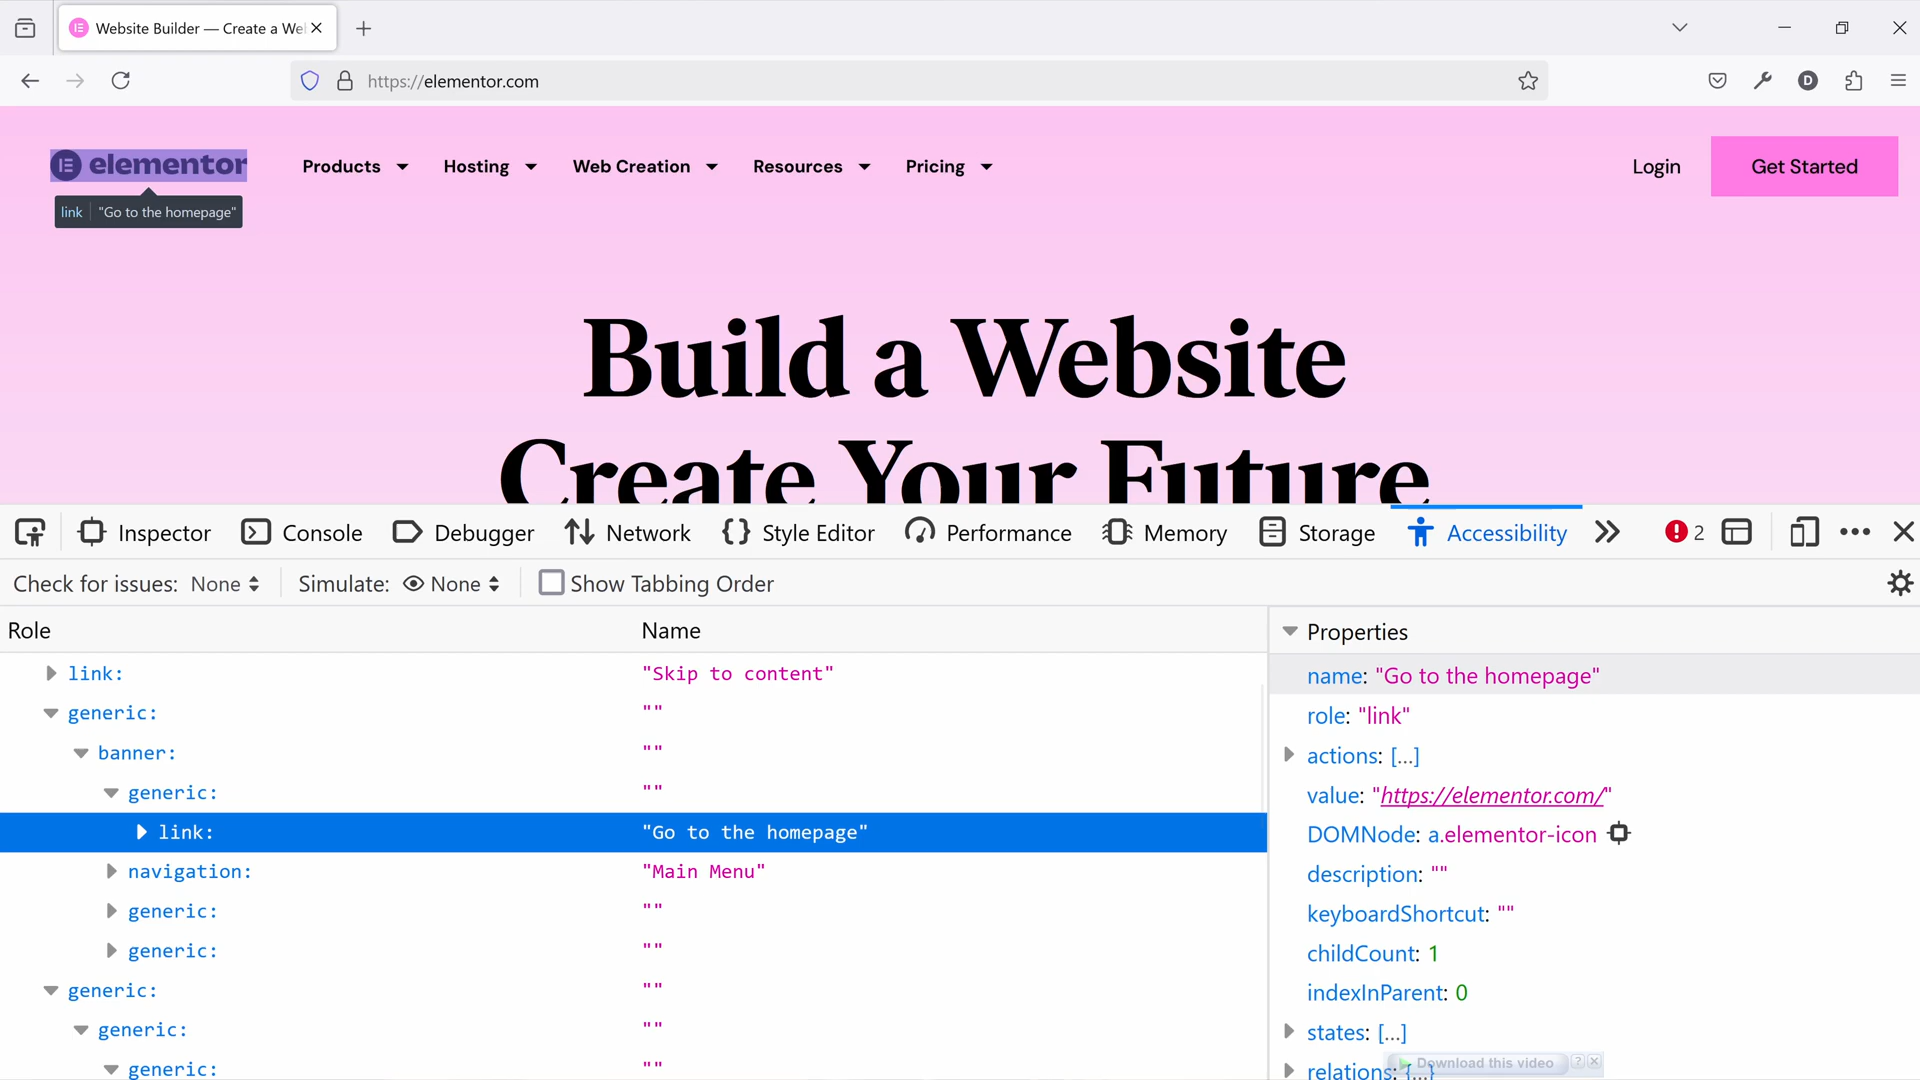 Website Builder — Create a We
https://elementor.com
elementor
Products
Hosting
Web Creation
Resources
Pricing
Login
Get Started
link "Go to the homepage"
Build a Website
Create Your Future
Inspector
Console
Debugger
Network
Style Editor
Performance
Memory
Storage
Accessibility
2
Check for issues: None
Simulate: None
Show Tabbing Order
Role Name
link: "Skip to content"
generic: ""
banner: ""
generic: ""
link: "Go to the homepage"
navigation: "Main Menu"
generic: ""
generic: ""
generic: ""
generic: ""
generic: ""
Properties
name: "Go to the homepage"
role: "link"
actions: […]
value: "https://elementor.com/"
DOMNode: a.elementor-icon
description: ""
keyboardShortcut: ""
childCount: 1
indexInParent: 0
states: […]
relations: {…}
Download this video